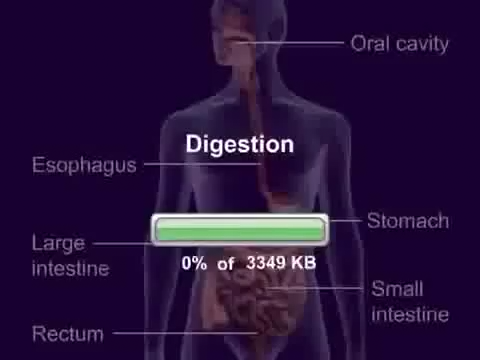 Oral cavity
Digestion
Esophagus
Stomach
Large
intestine
0% of 3349 KB
Small
intestine
Rectum